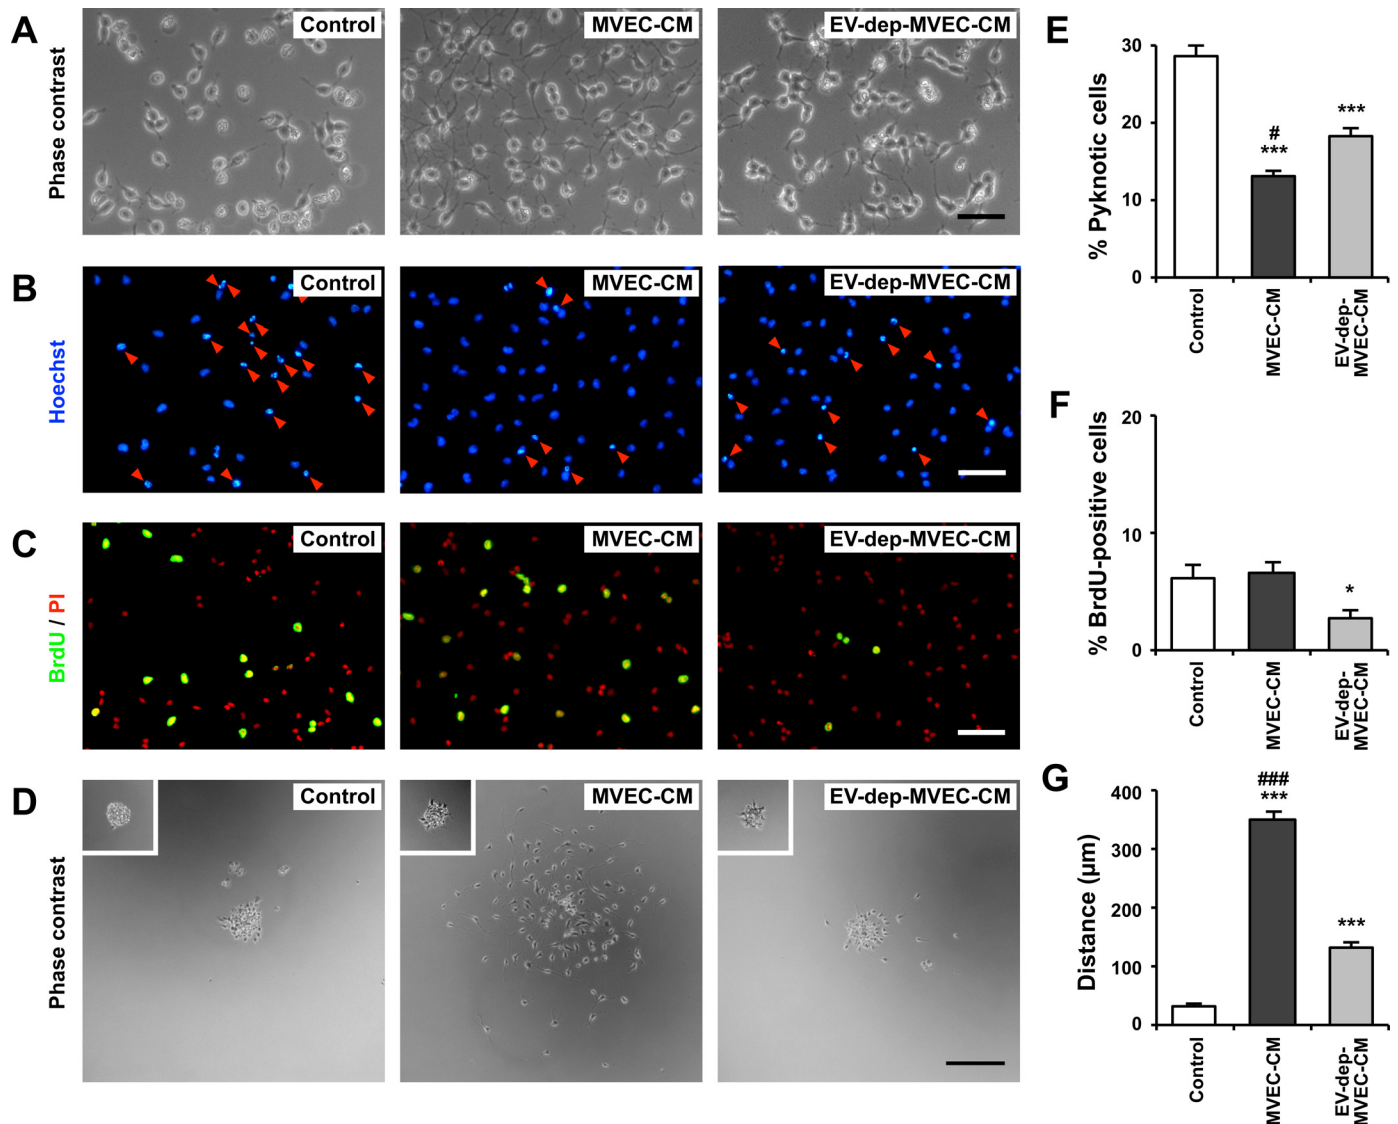 A
Phase contrast
Control
MVEC-CM
EV-dep-MVEC-CM
B
Hoechst
Control
MVEC-CM
EV-dep-MVEC-CM
C
BrdU / PI
Control
MVEC-CM
EV-dep-MVEC-CM
D
Phase contrast
Control
MVEC-CM
EV-dep-MVEC-CM
E
% Pyknotic cells
30
20
10
0
#
***
***
Control
MVEC-CM
EV-dep-
MVEC-CM
F
% BrdU-positive cells
20
10
0
*
Control
MVEC-CM
EV-dep-
MVEC-CM
G
Distance (µm)
400
300
200
100
0
###
***
***
Control
MVEC-CM
EV-dep-
MVEC-CM